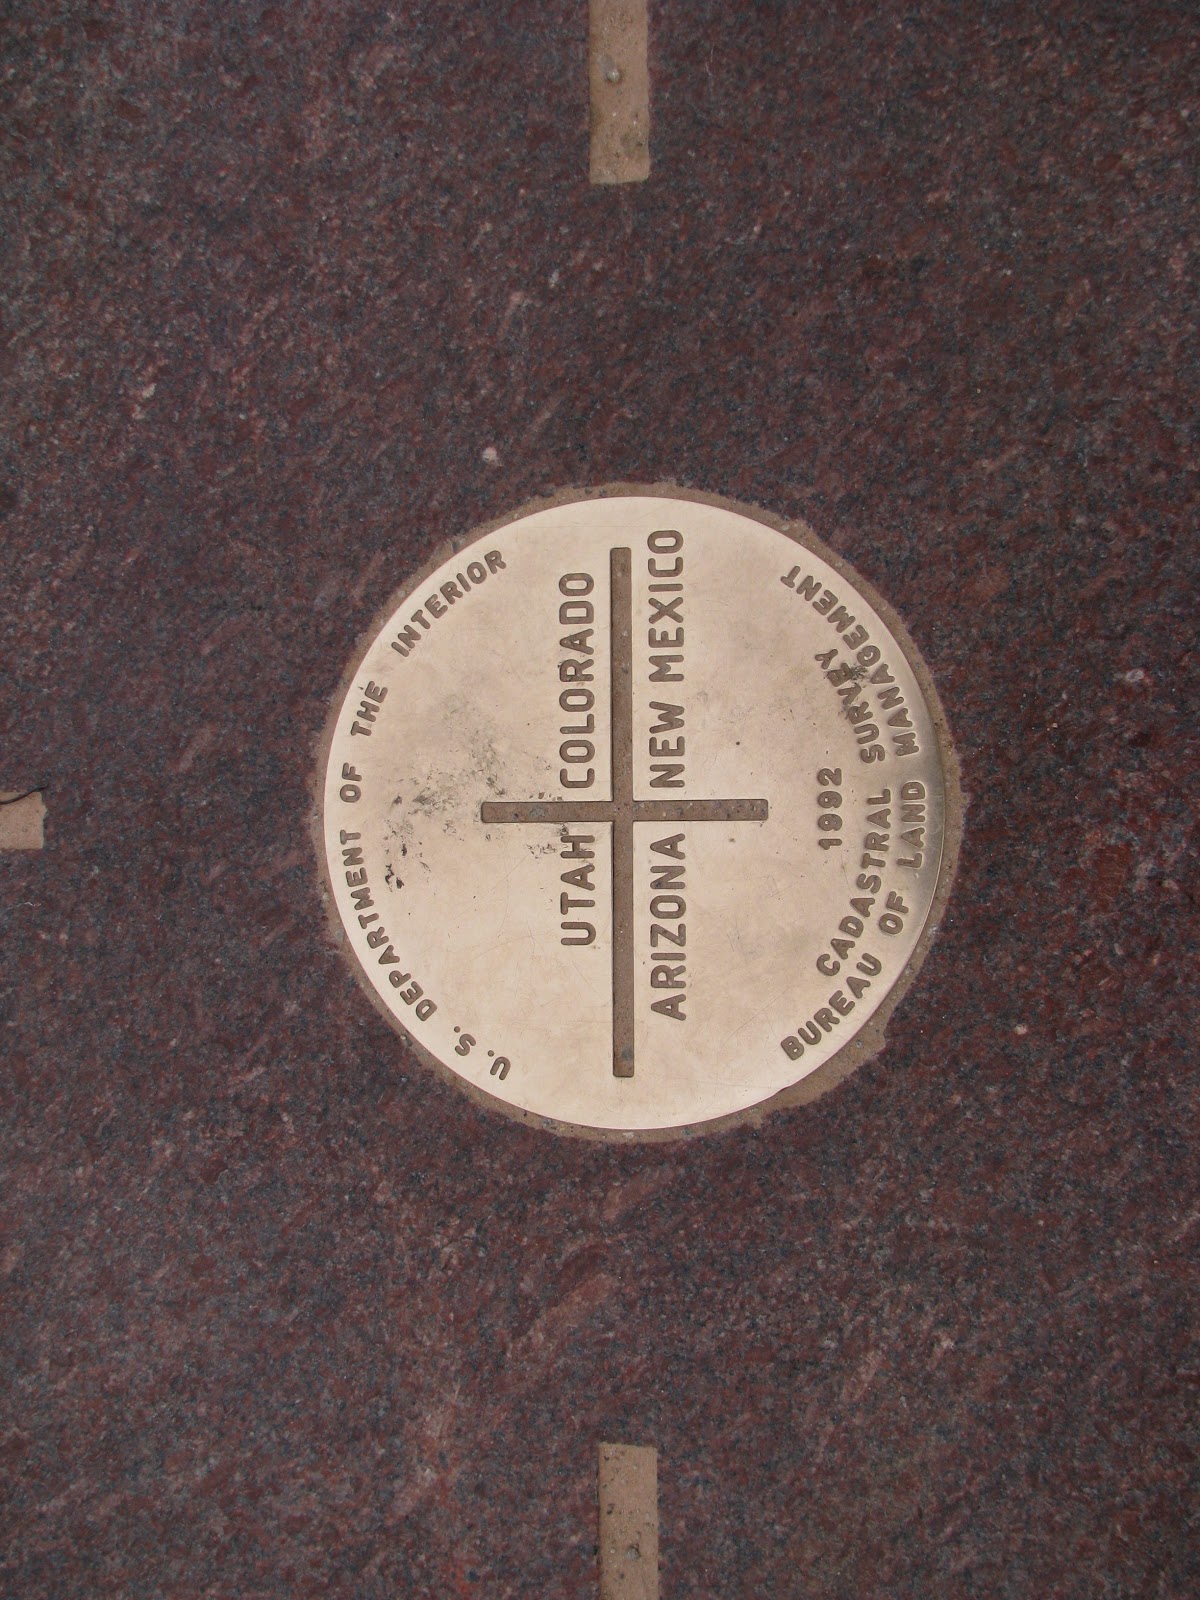 U.S. DEPARTMENT OF THE INTERIOR
UTAH COLORADO
ARIZONA NEW MEXICO
1992
CADASTRAL SURVEY
BUREAU OF LAND MANAGEMENT